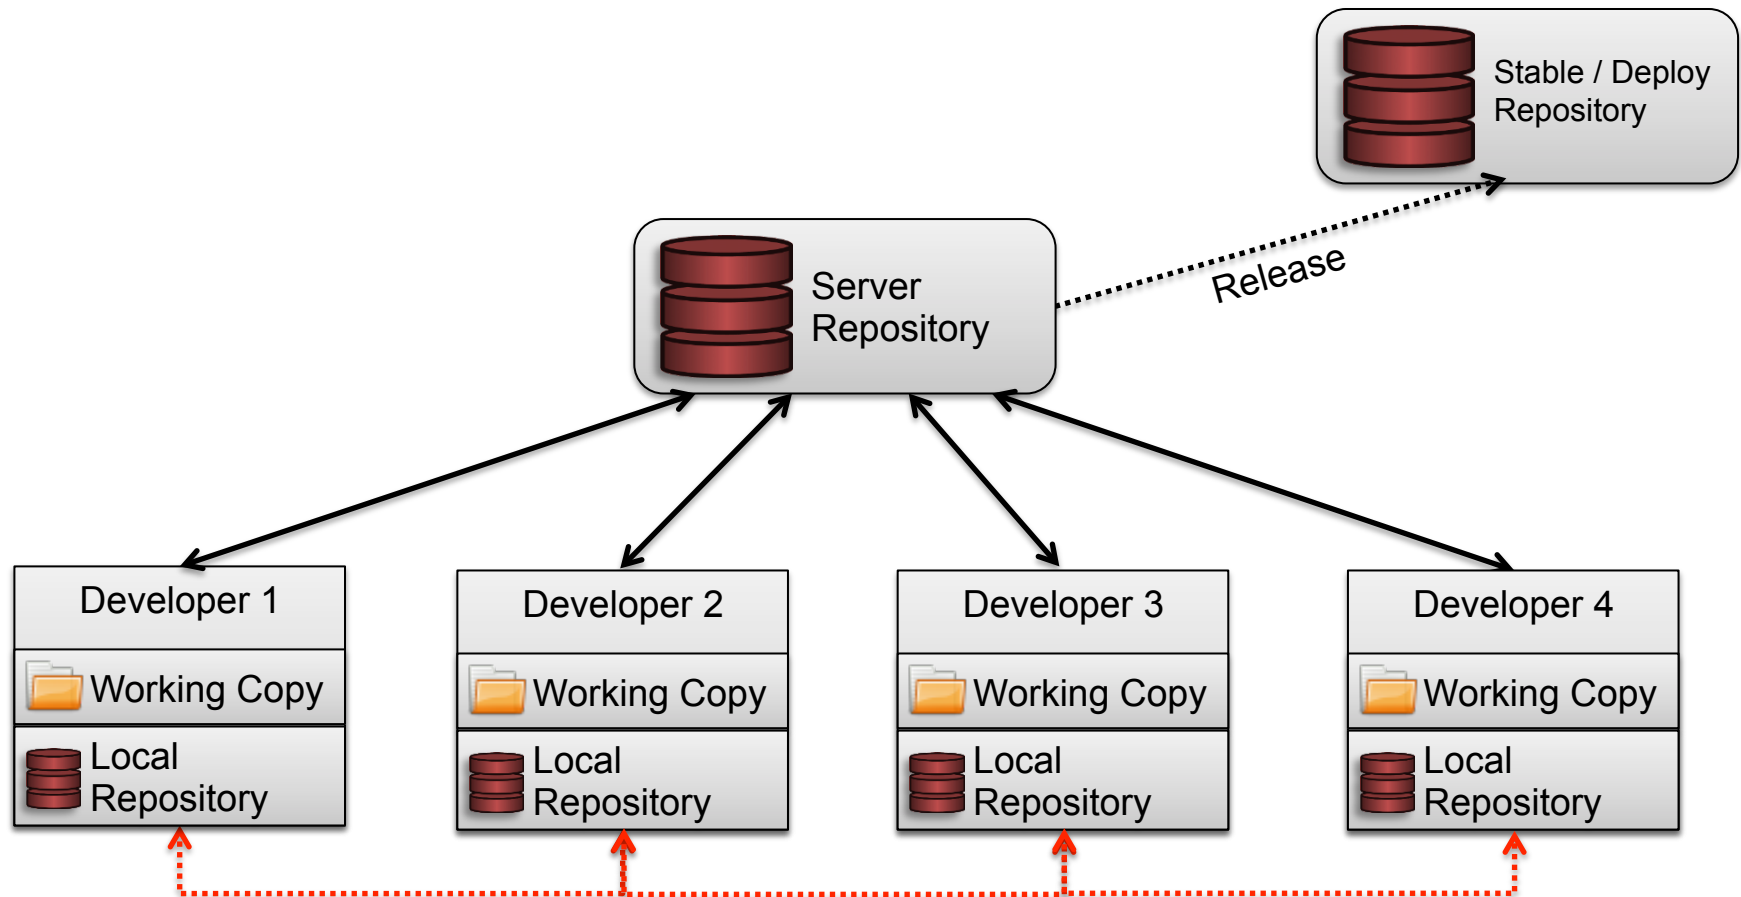 Stable / Deploy
Repository
Server
Repository
Release
Developer 1
Working Copy
Local
Repository
Developer 2
Working Copy
Local
Repository
Developer 3
Working Copy
Local
Repository
Developer 4
Working Copy
Local
Repository